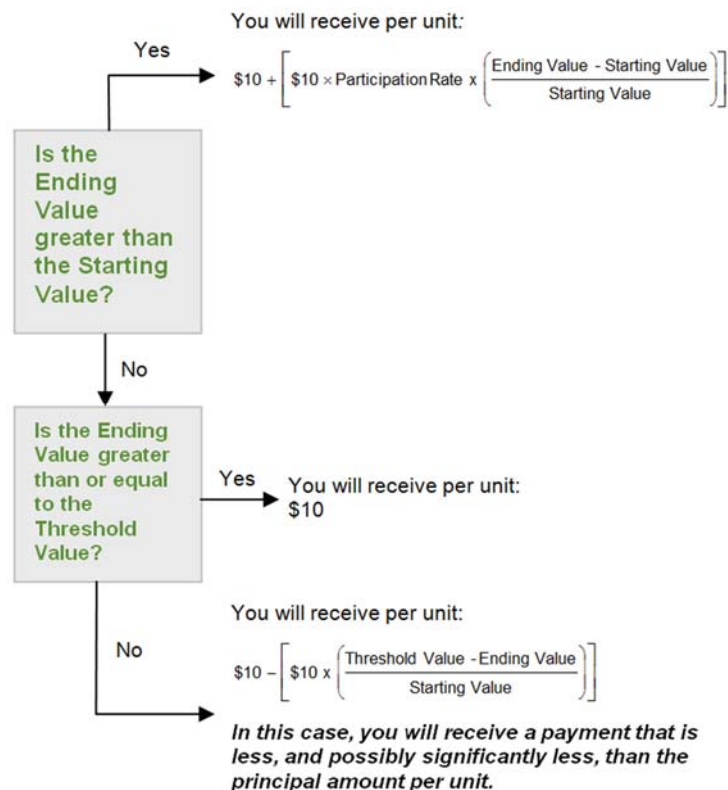 You will receive per unit:
Yes
$10 + [ $10 × Participation Rate x ( Ending Value - Starting Value / Starting Value ) ]
Is the
Ending
Value
greater than
the Starting
Value?
No
Is the Ending
Value greater
than or equal
to the
Threshold
Value?
Yes
You will receive per unit:
$10
No
You will receive per unit:
$10 – [ $10 x ( Threshold Value - Ending Value / Starting Value ) ]
In this case, you will receive a payment that is
less, and possibly significantly less, than the
principal amount per unit.